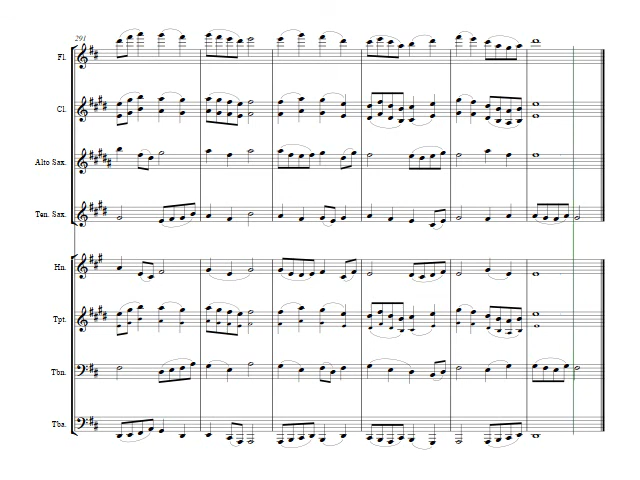 291
Fl.
Cl.
Alto Sax.
Ten. Sax.
Hn.
Tpt.
Tbn.
Tba.